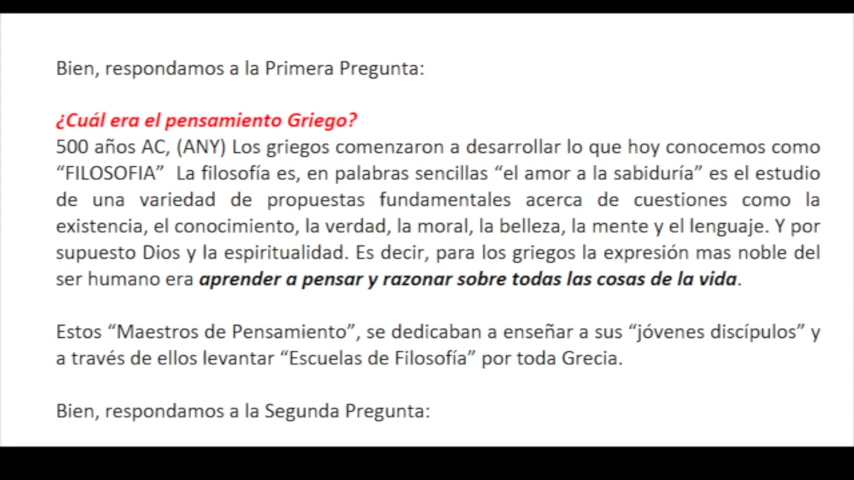 Bien, respondamos a la Primera Pregunta:
¿Cuál era el pensamiento Griego?
500 años AC, (ANY) Los griegos comenzaron a desarrollar lo que hoy conocemos como
“FILOSOFIA” La filosofía es, en palabras sencillas “el amor a la sabiduría” es el estudio
de una variedad de propuestas fundamentales acerca de cuestiones como la
existencia, el conocimiento, la verdad, la moral, la belleza, la mente y el lenguaje. Y por
supuesto Dios y la espiritualidad. Es decir, para los griegos la expresión mas noble del
ser humano era aprender a pensar y razonar sobre todas las cosas de la vida.
Estos “Maestros de Pensamiento”, se dedicaban a enseñar a sus “jóvenes discípulos” y
a través de ellos levantar “Escuelas de Filosofía” por toda Grecia.
Bien, respondamos a la Segunda Pregunta: